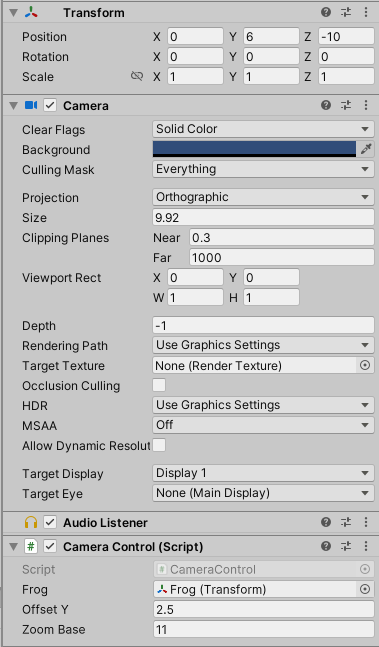 Transform
Position X 0 Y 6 Z -10
Rotation X 0 Y 0 Z 0
Scale X 1 Y 1 Z 1
Camera
Clear Flags Solid Color
Background
Culling Mask Everything
Projection Orthographic
Size 9.92
Clipping Planes Near 0.3
Far 1000
Viewport Rect X 0 Y 0
W 1 H 1
Depth -1
Rendering Path Use Graphics Settings
Target Texture None (Render Texture)
Occlusion Culling
HDR Use Graphics Settings
MSAA Off
Allow Dynamic Resolut
Target Display Display 1
Target Eye None (Main Display)
Audio Listener
# Camera Control (Script)
Script # CameraControl
Frog Frog (Transform)
Offset Y 2.5
Zoom Base 11